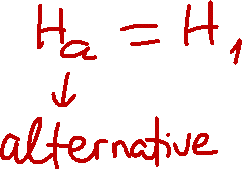 Hₐ = H₁
↓
alternative